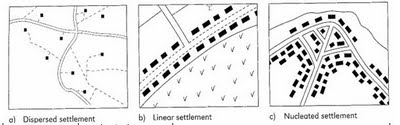 a) Dispersed settlement
b) Linear settlement
c) Nucleated settlement